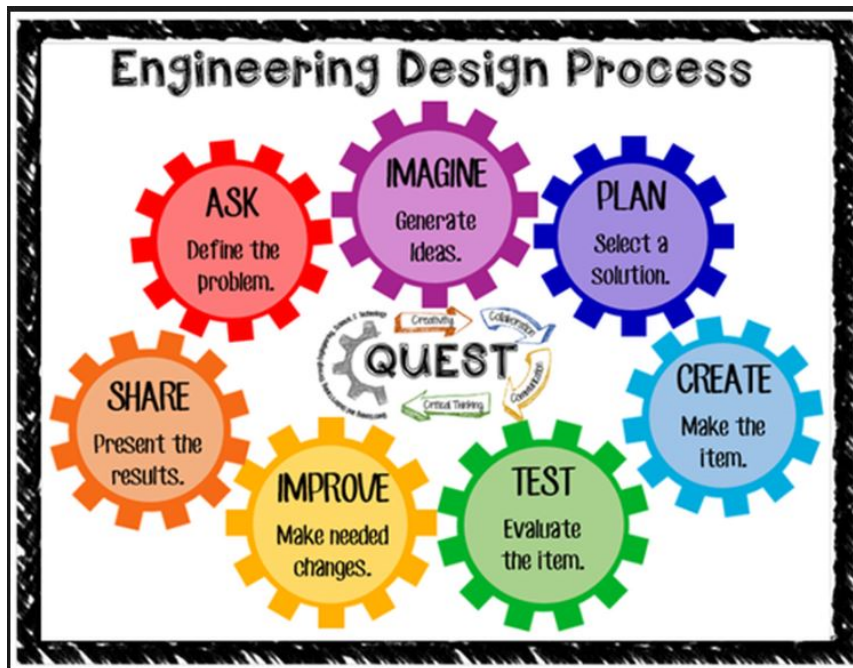 Engineering Design Process
ASK
Define the
problem.
IMAGINE
Generate
Ideas.
PLAN
Select a
solution.
CREATE
Make the
item.
TEST
Evaluate
the item.
IMPROVE
Make needed
changes.
SHARE
Present the
results.
QUEST
Creativity
Collaboration
Communication
Critical Thinking